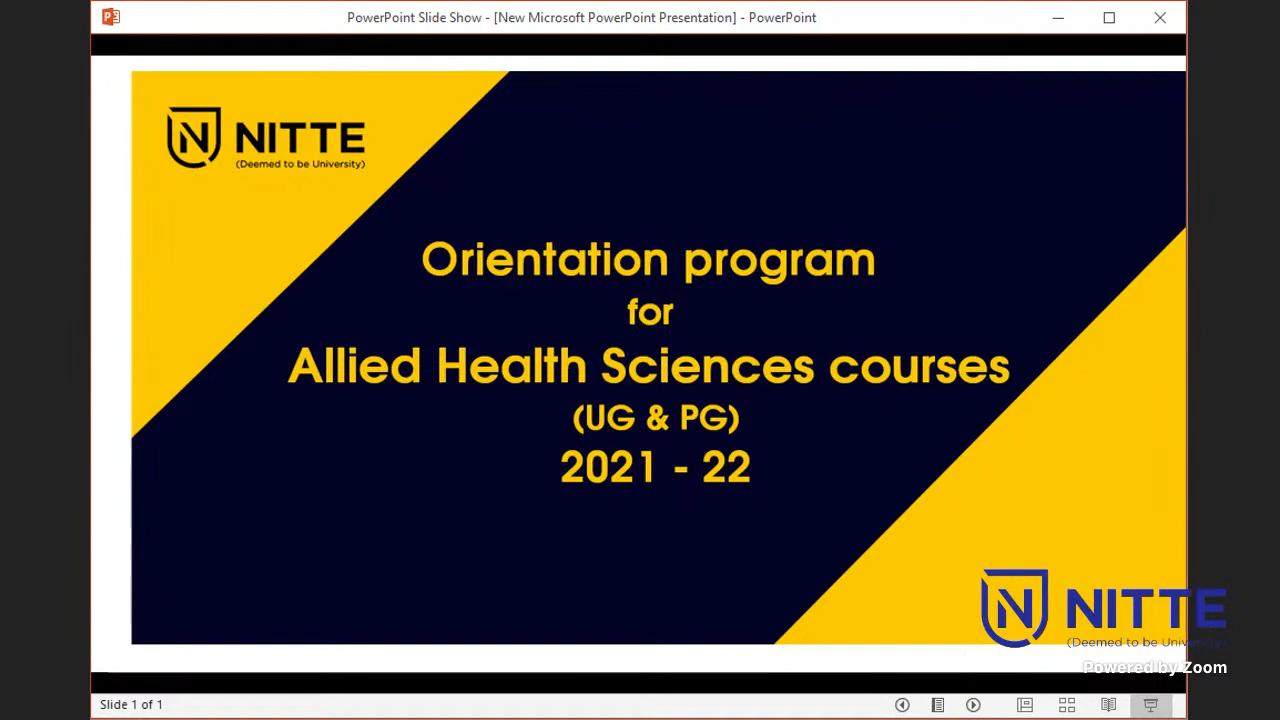 PowerPoint Slide Show - [New Microsoft PowerPoint Presentation] - PowerPoint
N NITTE
(Deemed to be University)
Orientation program
for
Allied Health Sciences courses
(UG & PG)
2021 - 22
N NITTE
(Deemed to be University)
Powered by Zoom
Slide 1 of 1